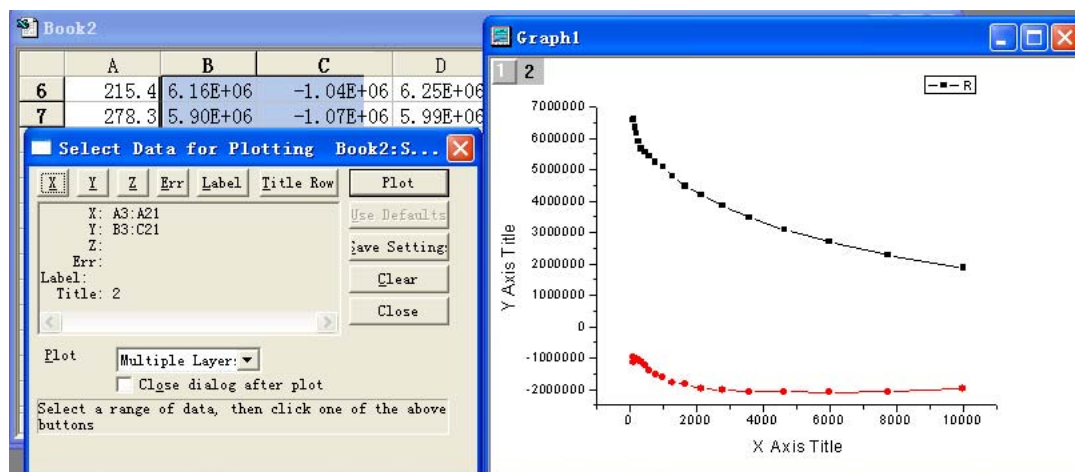 Book2
A B C D
6 215.4 6.16E+06 -1.04E+06 6.25E+06
7 278.3 5.90E+06 -1.07E+06 5.99E+06
Select Data for Plotting Book2:S...
X Y Z Err Label Title Row Plot
X: A3:A21
Y: B3:C21
Z:
Err:
Label:
Title: 2
Use Defaults
Save Setting:
Clear
Close
Plot Multiple Layer:
Close dialog after plot
Select a range of data, then click one of the above
buttons
Graph1
1 2
R
7000000
6000000
5000000
4000000
3000000
2000000
1000000
0
-1000000
-2000000
Y Axis Title
0 2000 4000 6000 8000 10000
X Axis Title